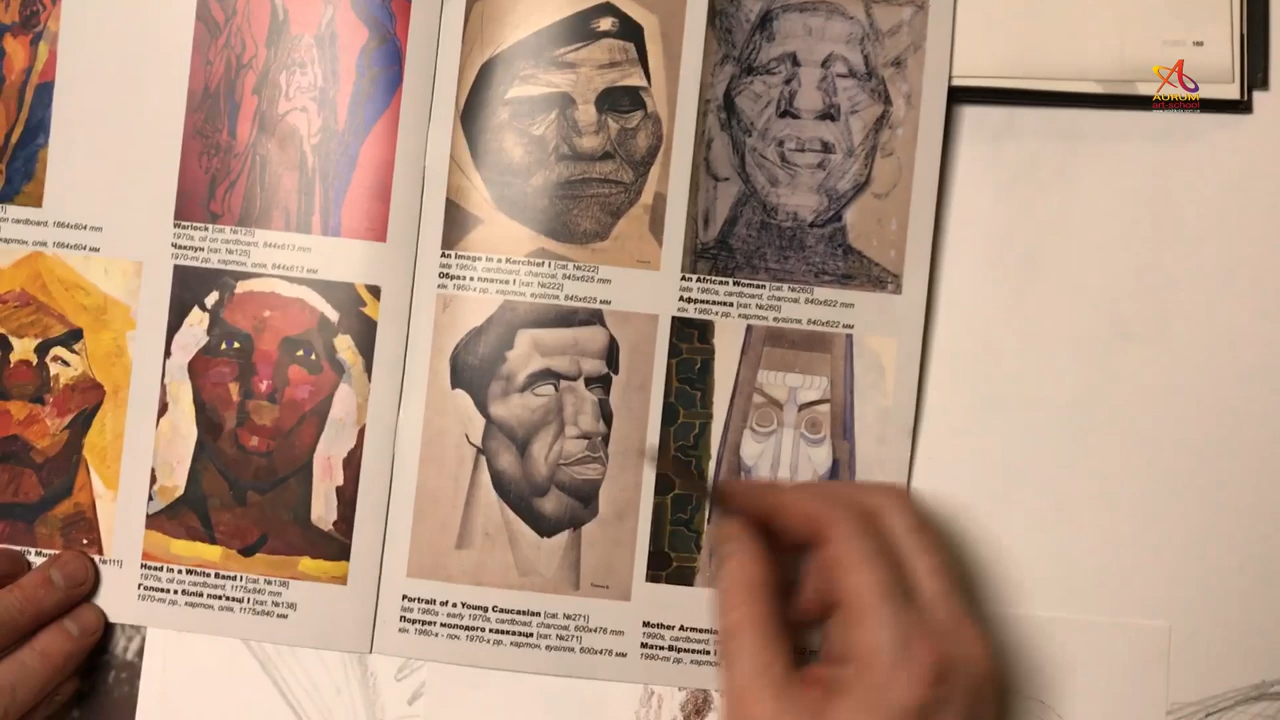 169
AURUM
art-school
on cardboard, 1664x604 mm
картон, олія, 1664x604 мм
Warlock [cat. №125]
1970s, oil on cardboard, 844x613 mm
Чаклун [кат. №125]
1970-ті рр., картон, олія, 844x613 мм
An Image in a Kerchief I [cat. №222]
late 1960s, cardboard, charcoal, 845x625 mm
Образ в платке I [кат. №222]
кін. 1960-х рр., картон, вугілля, 845x625 мм
An African Woman [cat. №260]
late 1960s, cardboard, charcoal, 840x622 mm
Африканка [кат. №260]
кін. 1960-х рр., картон, вугілля, 840x622 мм
№111]
Head in a White Band I [cat. №138]
1970s, oil on cardboard, 1175x840 mm
Голова в білій пов'язці I [кат. №138]
1970-ті рр., картон, олія, 1175x840 мм
Portrait of a Young Caucasian [cat. №271]
late 1960s - early 1970s, cardboad, charcoal, 600x476 mm
Портрет молодого кавказця [кат. №271]
кін. 1960-х - поч. 1970-х рр., картон, вугілля, 600x476 мм
Mother Armenia
1990s, cardboard,
Мати-Вірменія I
1990-ті рр., картон